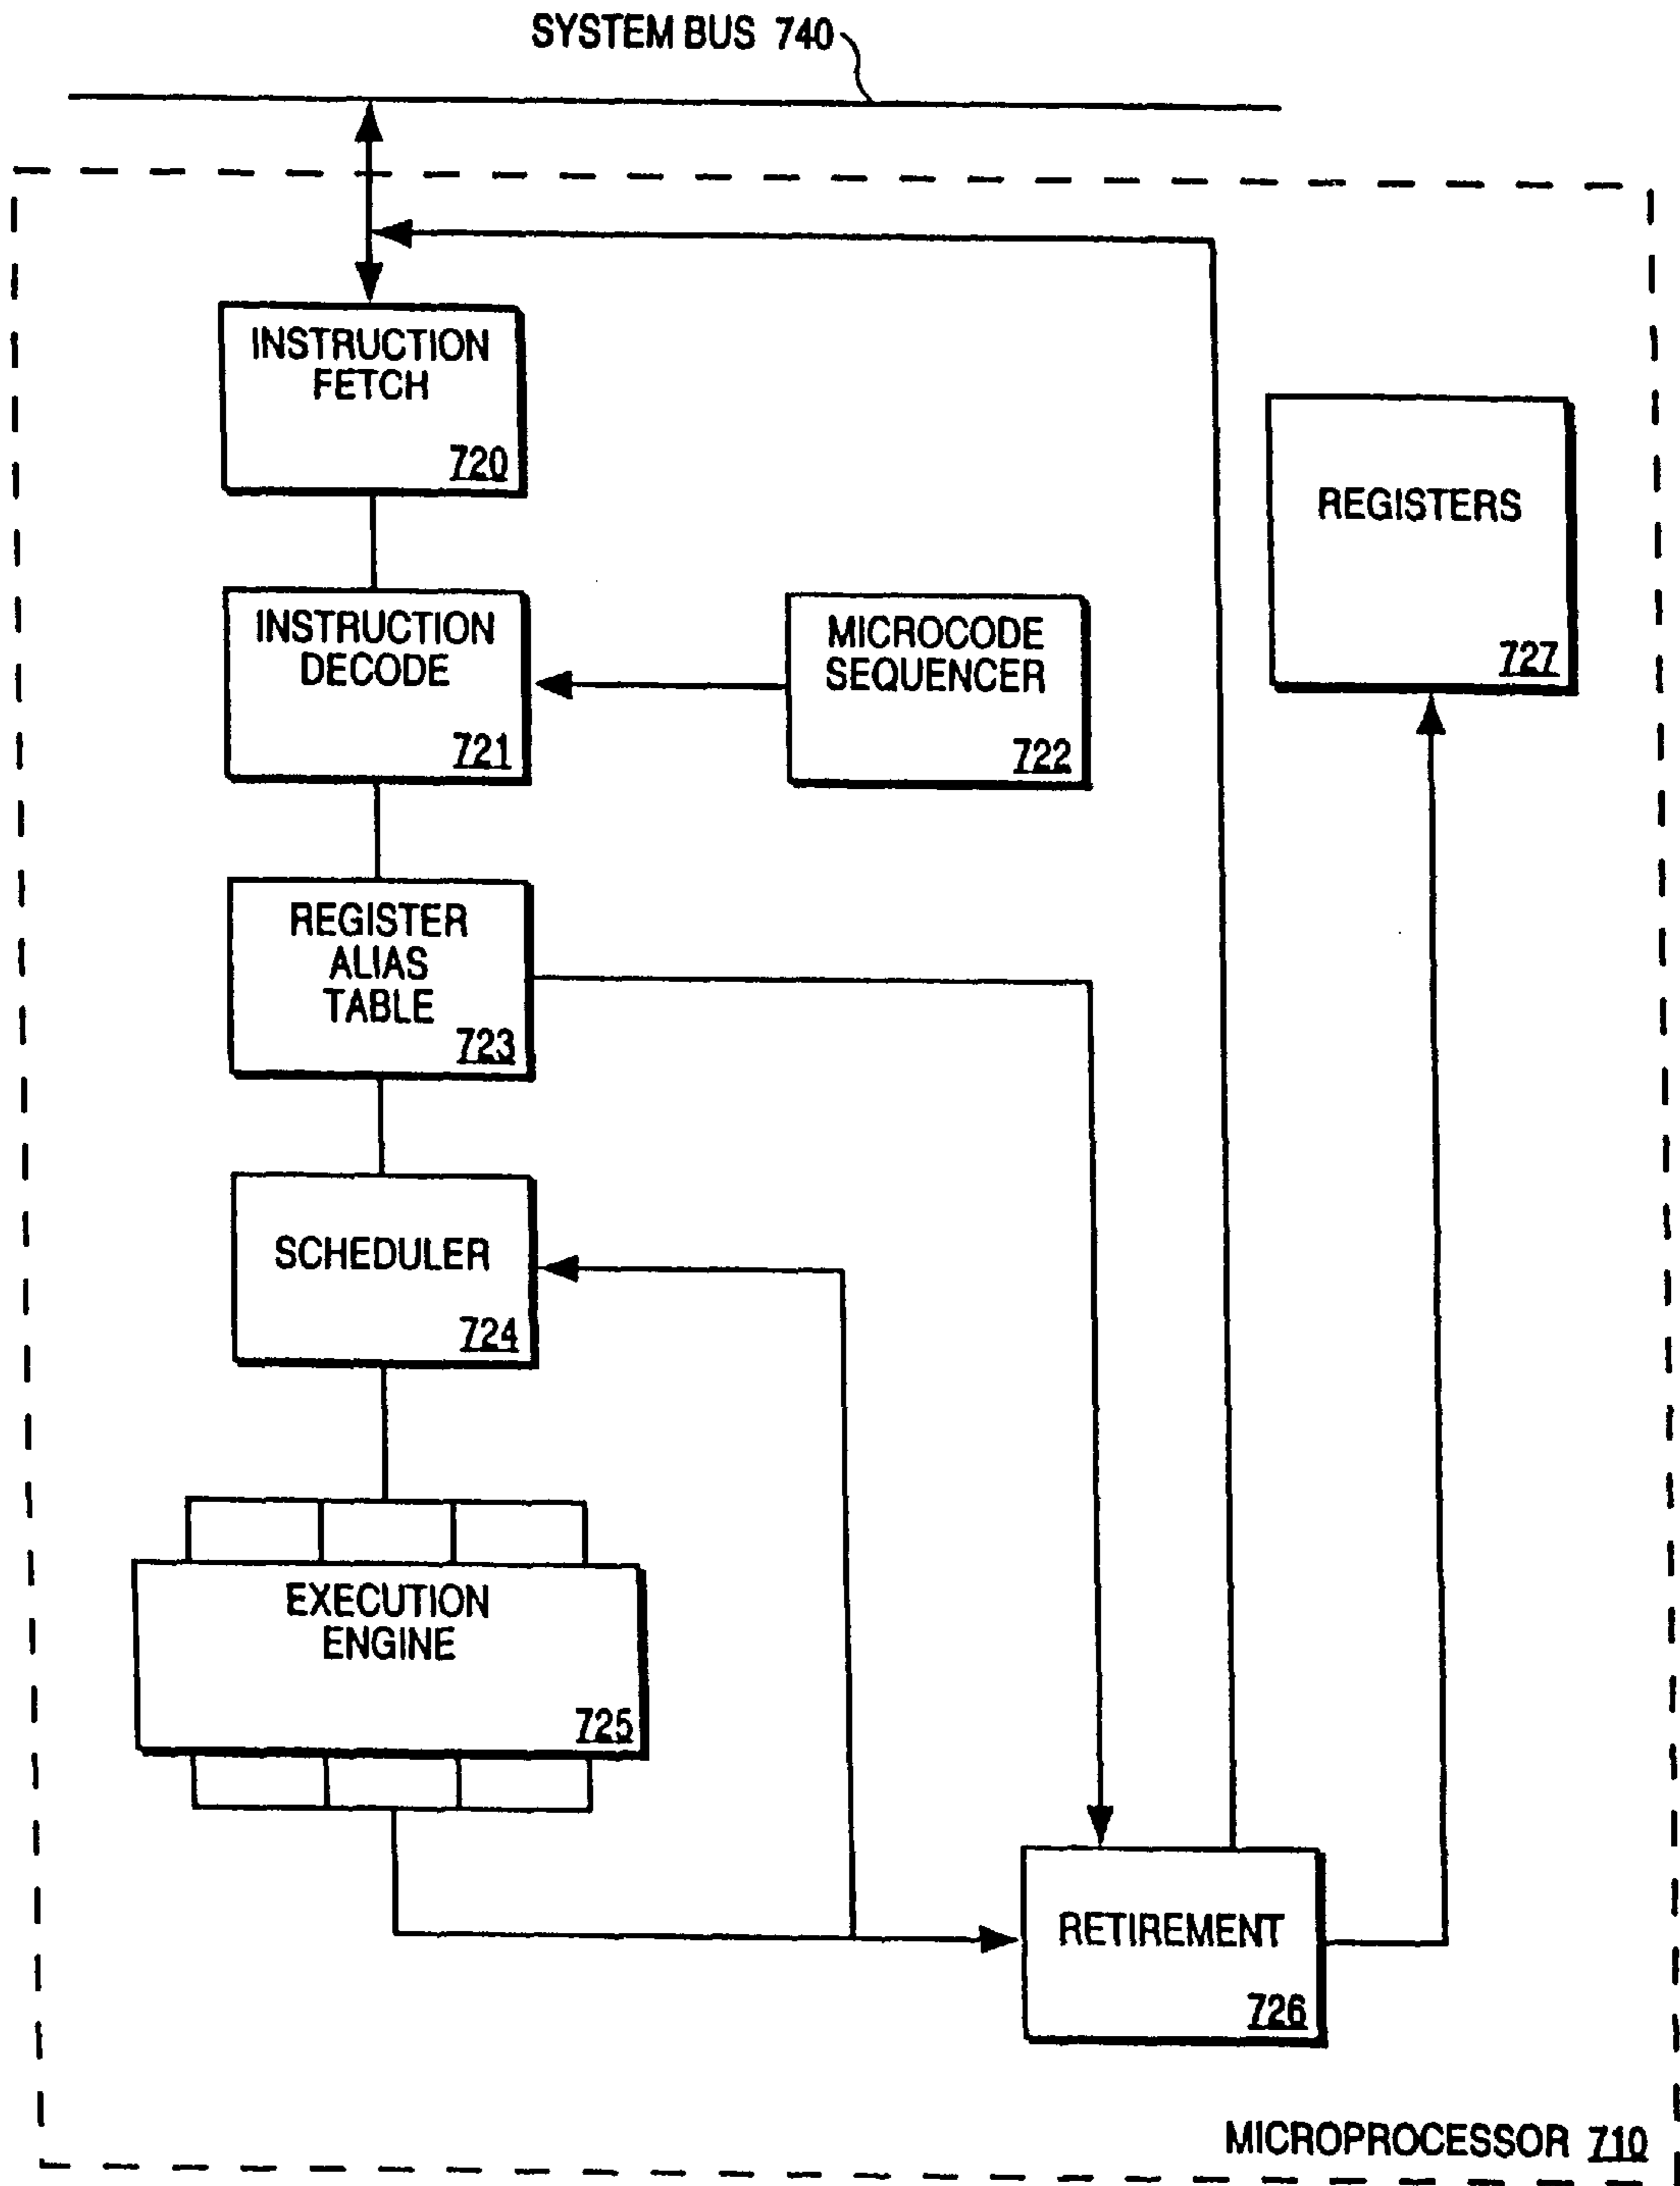 SYSTEM BUS 740
INSTRUCTION
FETCH
720
REGISTERS
727
INSTRUCTION
DECODE
721
MICROCODE
SEQUENCER
722
REGISTER
ALIAS
TABLE
723
SCHEDULER
724
EXECUTION
ENGINE
725
RETIREMENT
726
MICROPROCESSOR 710